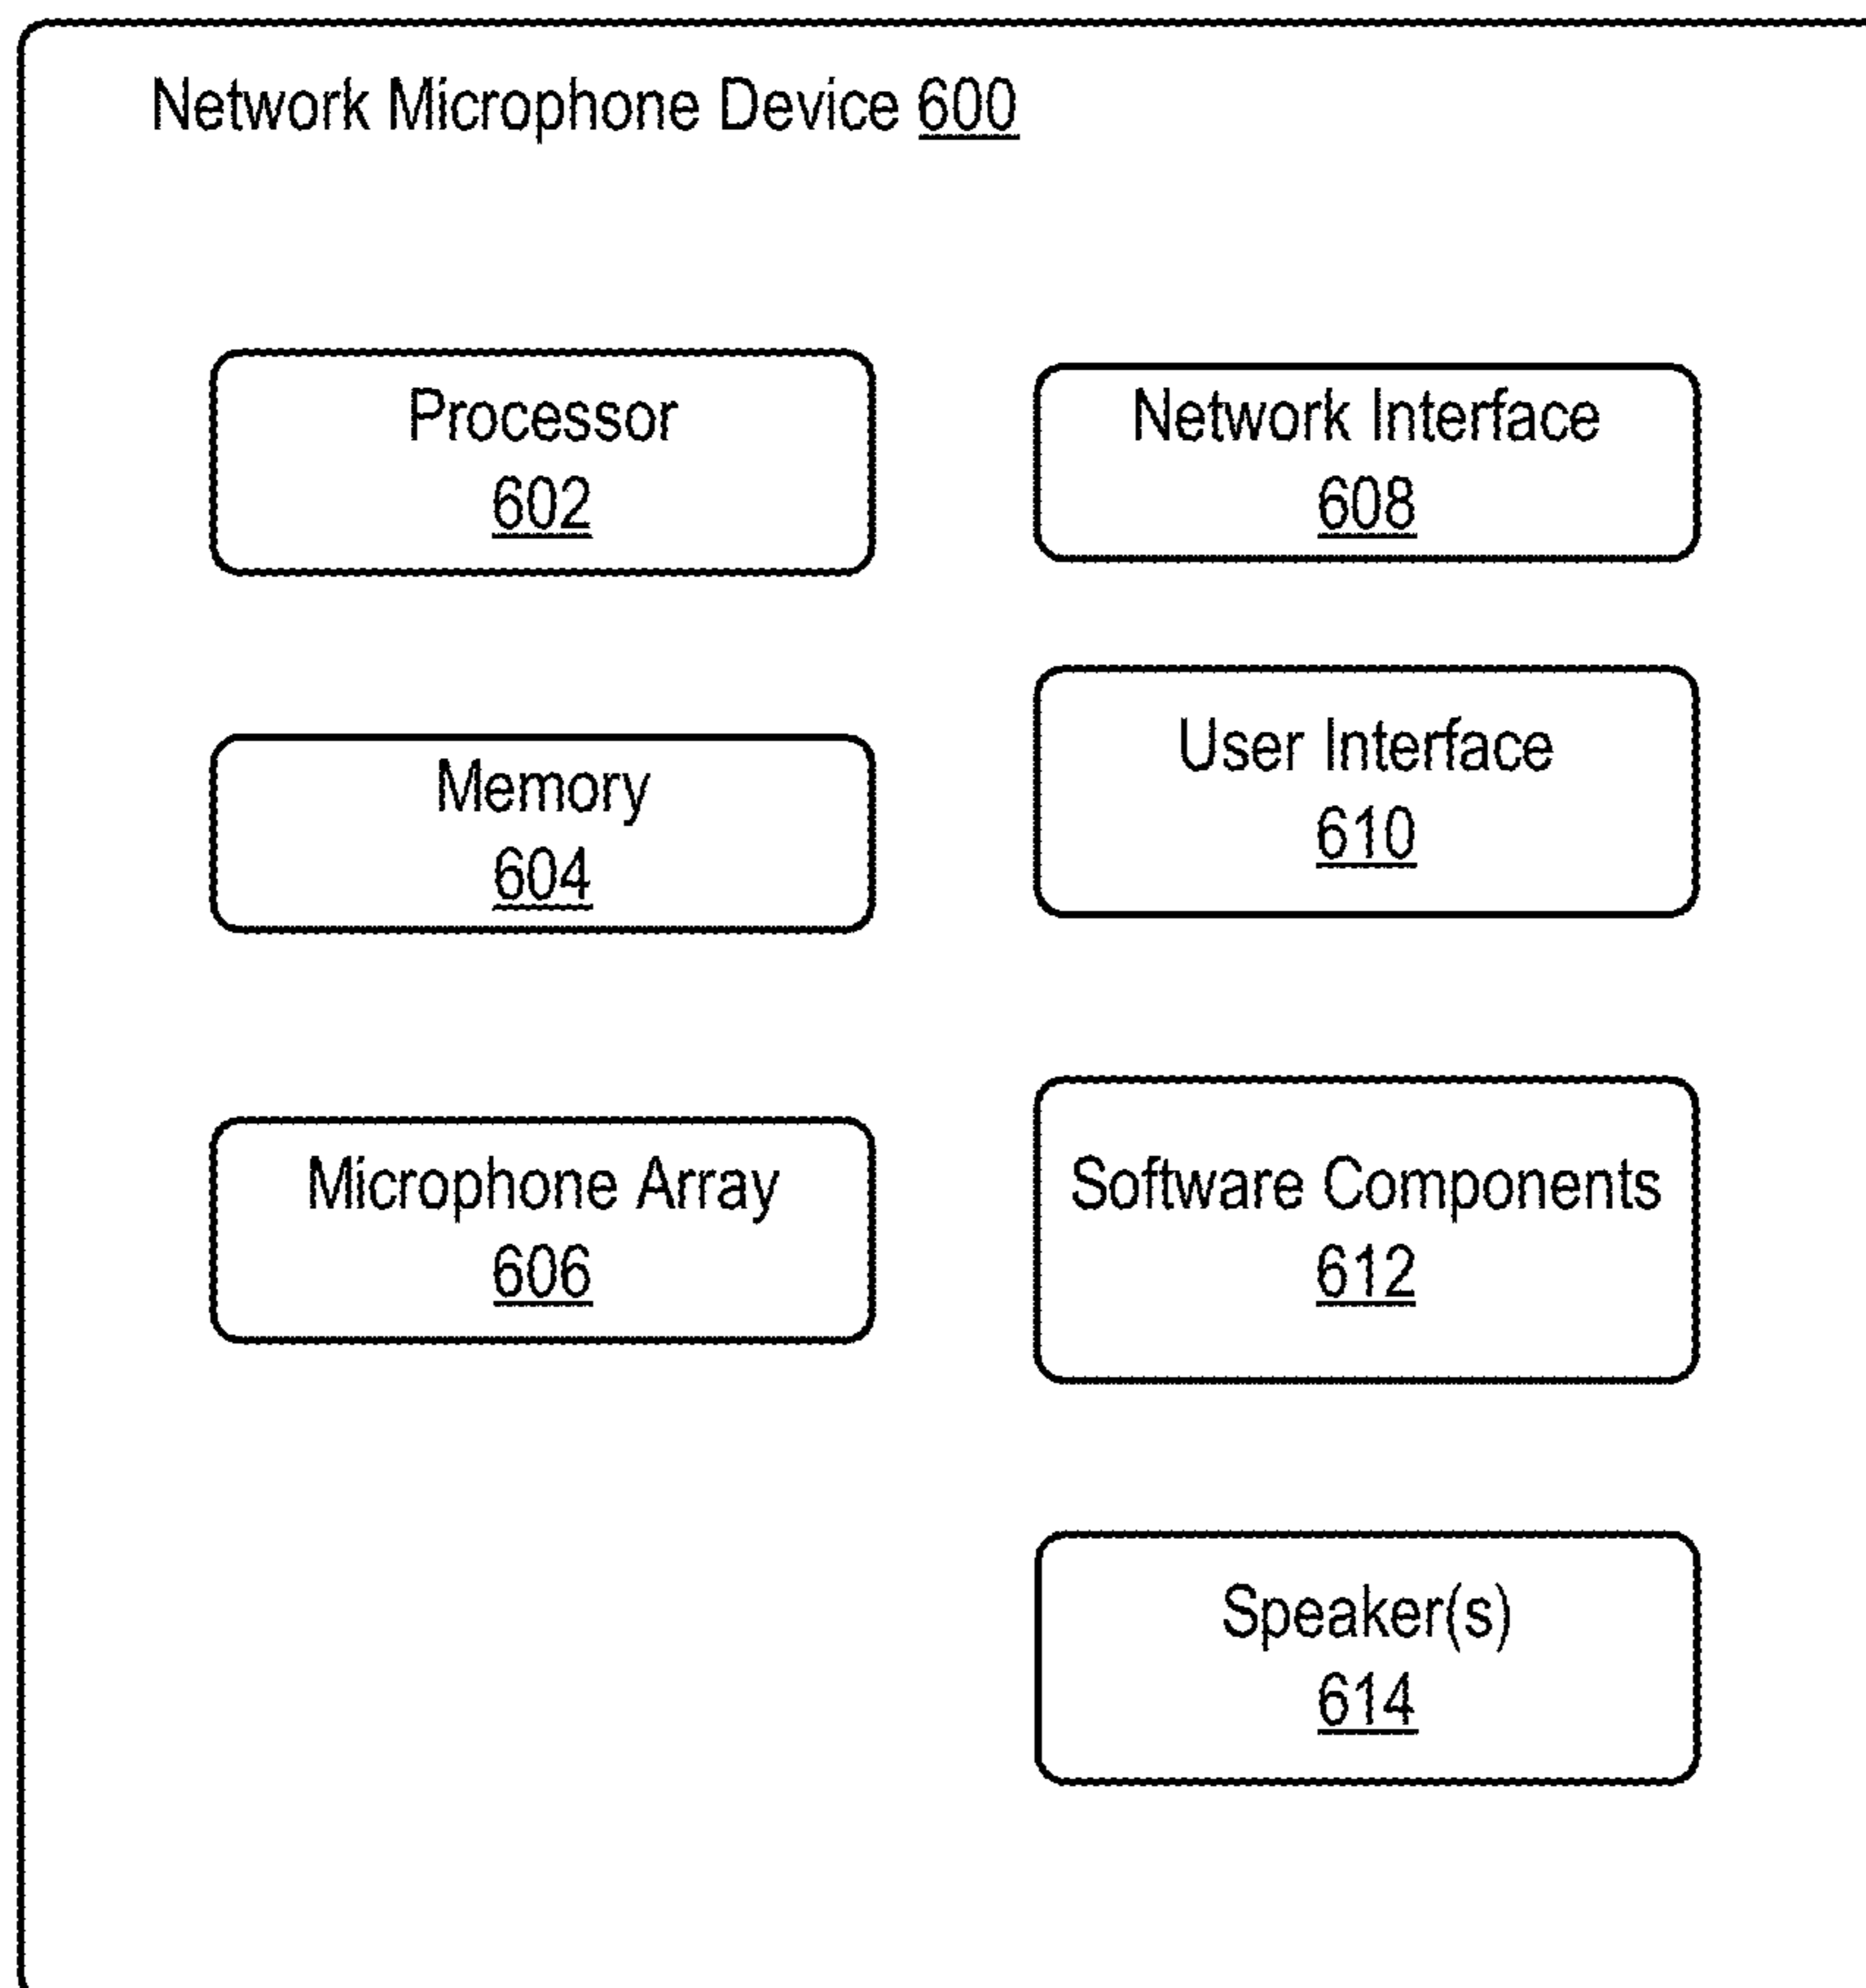 Network Microphone Device 600
Processor
602
Memory
604
Microphone Array
606
Network Interface
608
User Interface
610
Software Components
612
Speaker(s)
614